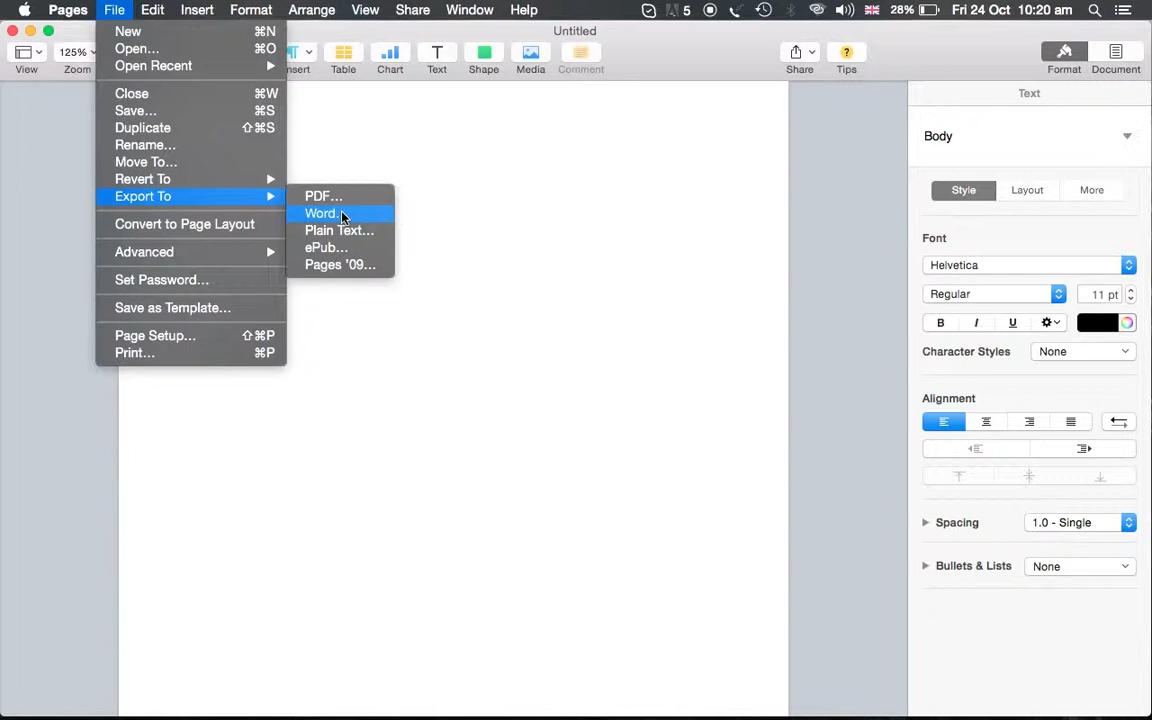 Pages File Edit Insert Format Arrange View Share Window Help 5 28% Fri 24 Oct 10:20 am
Untitled
125%
View Zoom nsert Table Chart Text Shape Media Comment Share Tips Format Document
New ⌘N
Open... ⌘O
Open Recent
Close ⌘W
Save... ⌘S
Duplicate ⇧⌘S
Rename...
Move To...
Revert To
Export To
Convert to Page Layout
Advanced
Set Password...
Save as Template...
Page Setup... ⇧⌘P
Print... ⌘P
PDF...
Word.
Plain Text...
ePub...
Pages '09...
Text
Body
Style Layout More
Font
Helvetica
Regular 11 pt
B I U
Character Styles None
Alignment
Spacing 1.0 - Single
Bullets & Lists None